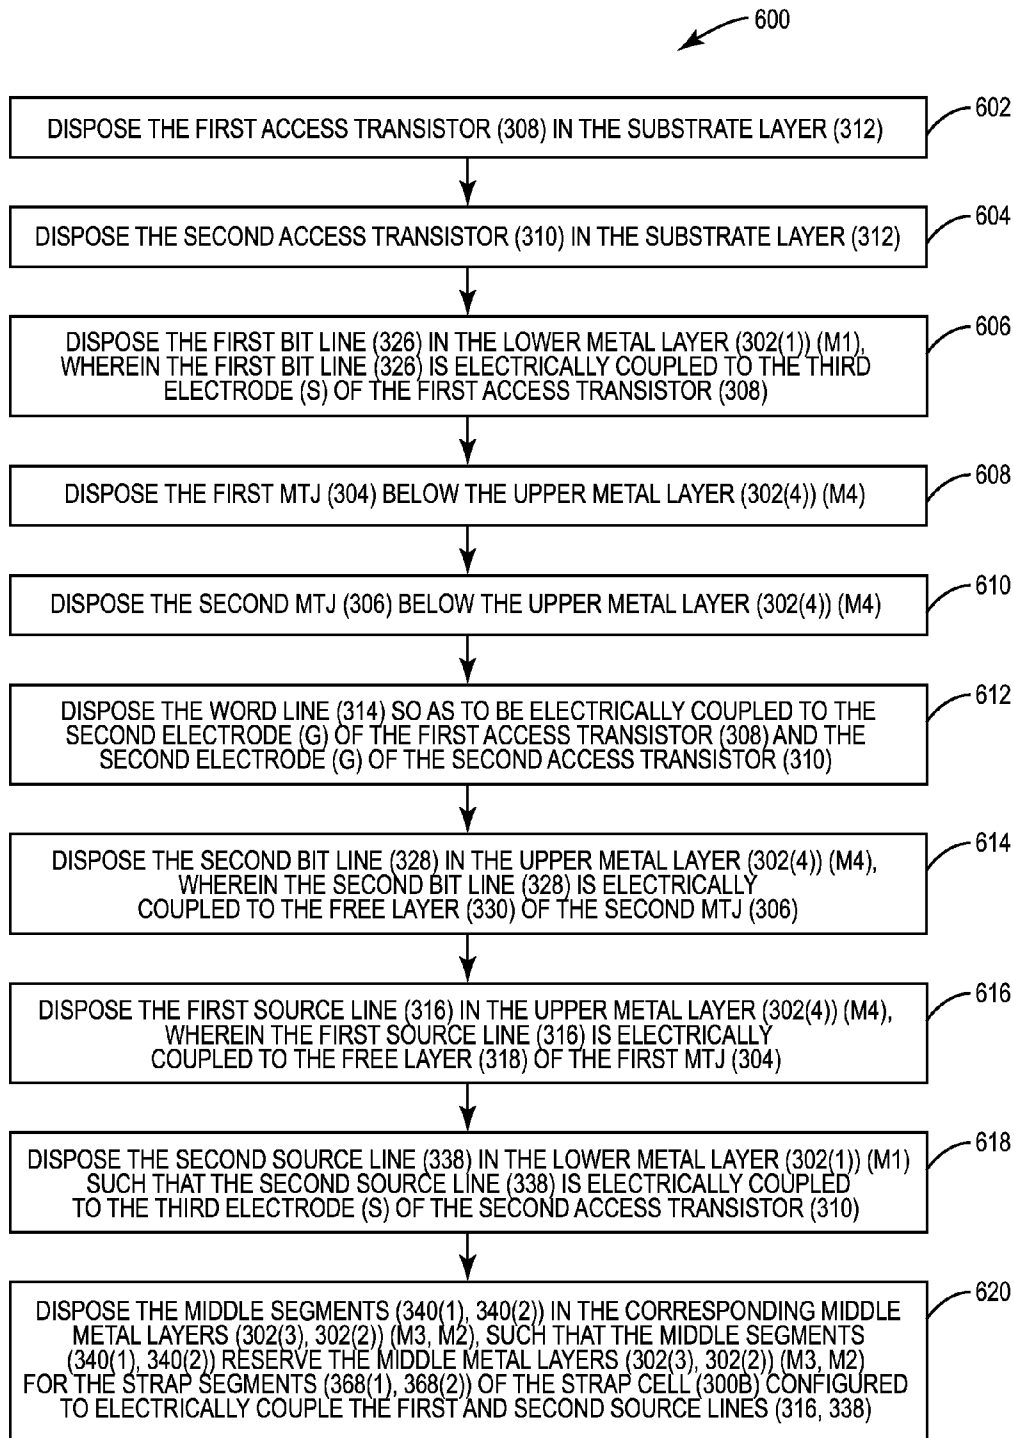 600
602
DISPOSE THE FIRST ACCESS TRANSISTOR (308) IN THE SUBSTRATE LAYER (312)
604
DISPOSE THE SECOND ACCESS TRANSISTOR (310) IN THE SUBSTRATE LAYER (312)
606
DISPOSE THE FIRST BIT LINE (326) IN THE LOWER METAL LAYER (302(1)) (M1),
WHEREIN THE FIRST BIT LINE (326) IS ELECTRICALLY COUPLED TO THE THIRD
ELECTRODE (S) OF THE FIRST ACCESS TRANSISTOR (308)
608
DISPOSE THE FIRST MTJ (304) BELOW THE UPPER METAL LAYER (302(4)) (M4)
610
DISPOSE THE SECOND MTJ (306) BELOW THE UPPER METAL LAYER (302(4)) (M4)
612
DISPOSE THE WORD LINE (314) SO AS TO BE ELECTRICALLY COUPLED TO THE
SECOND ELECTRODE (G) OF THE FIRST ACCESS TRANSISTOR (308) AND THE
SECOND ELECTRODE (G) OF THE SECOND ACCESS TRANSISTOR (310)
614
DISPOSE THE SECOND BIT LINE (328) IN THE UPPER METAL LAYER (302(4)) (M4),
WHEREIN THE SECOND BIT LINE (328) IS ELECTRICALLY
COUPLED TO THE FREE LAYER (330) OF THE SECOND MTJ (306)
616
DISPOSE THE FIRST SOURCE LINE (316) IN THE UPPER METAL LAYER (302(4)) (M4),
WHEREIN THE FIRST SOURCE LINE (316) IS ELECTRICALLY
COUPLED TO THE FREE LAYER (318) OF THE FIRST MTJ (304)
618
DISPOSE THE SECOND SOURCE LINE (338) IN THE LOWER METAL LAYER (302(1)) (M1)
SUCH THAT THE SECOND SOURCE LINE (338) IS ELECTRICALLY COUPLED
TO THE THIRD ELECTRODE (S) OF THE SECOND ACCESS TRANSISTOR (310)
620
DISPOSE THE MIDDLE SEGMENTS (340(1), 340(2)) IN THE CORRESPONDING MIDDLE
METAL LAYERS (302(3), 302(2)) (M3, M2), SUCH THAT THE MIDDLE SEGMENTS
(340(1), 340(2)) RESERVE THE MIDDLE METAL LAYERS (302(3), 302(2)) (M3, M2)
FOR THE STRAP SEGMENTS (368(1), 368(2)) OF THE STRAP CELL (300B) CONFIGURED
TO ELECTRICALLY COUPLE THE FIRST AND SECOND SOURCE LINES (316, 338)